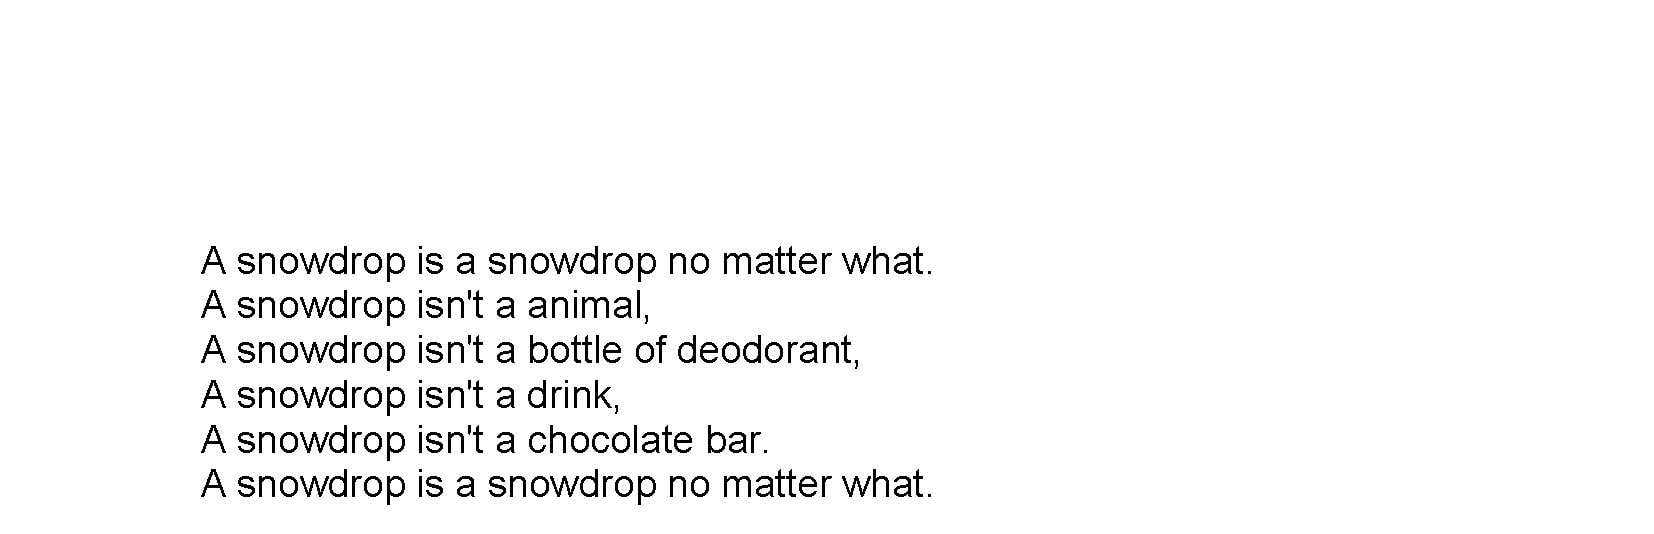 A snowdrop is a snowdrop no matter what.
A snowdrop isn't a animal,
A snowdrop isn't a bottle of deodorant,
A snowdrop isn't a drink,
A snowdrop isn't a chocolate bar.
A snowdrop is a snowdrop no matter what.